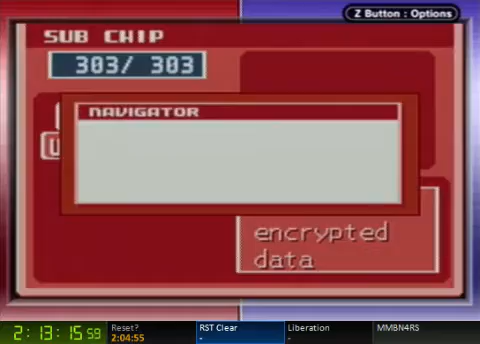 Z Button : Options
SUB CHIP
303/ 303
NAVIGATOR
encrypted
data
2:13:15 59
Reset?
2:04:55
RST Clear
-
Liberation
-
MMBN4RS